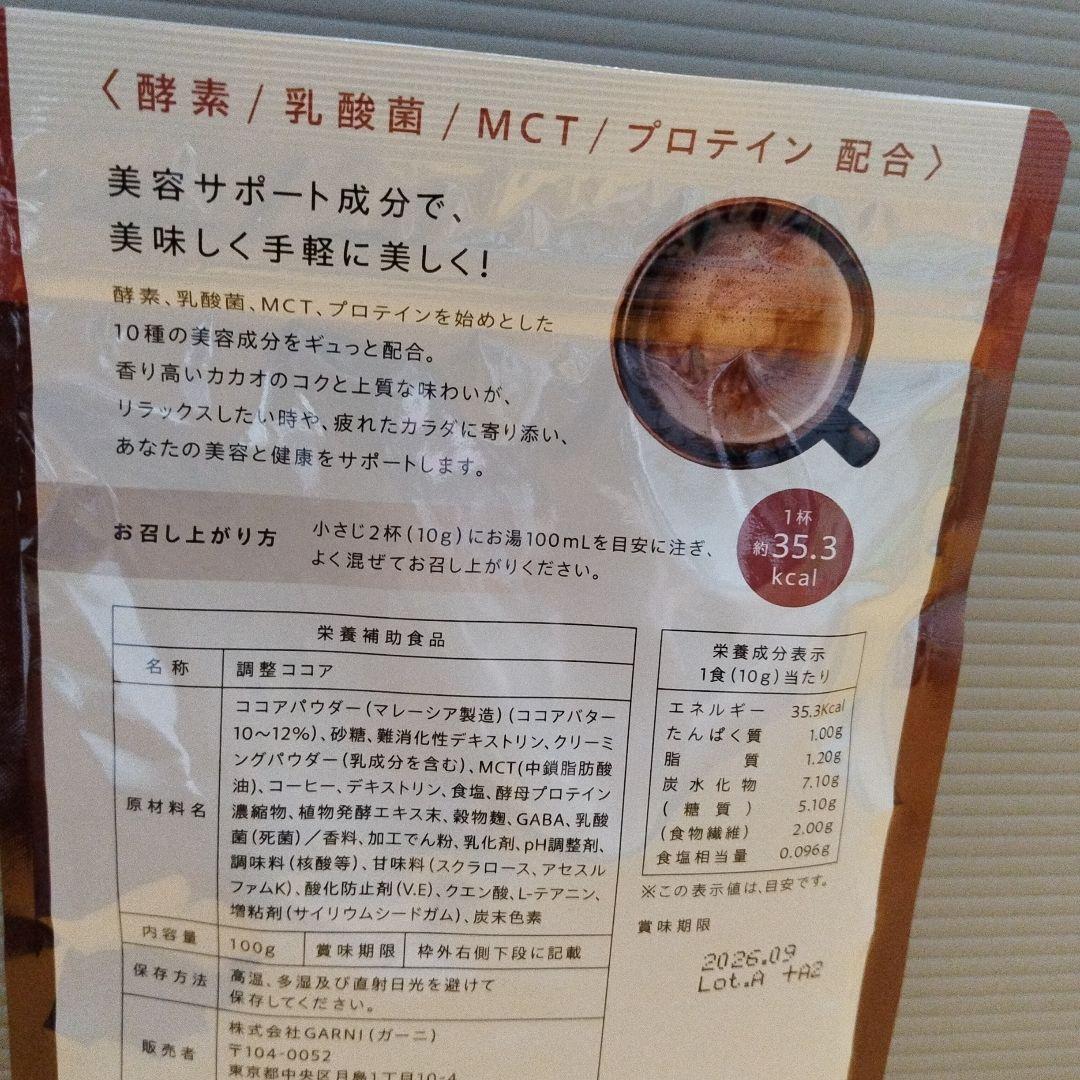 〈酵素/乳酸菌/MCT/プロテイン 配合〉
美容サポート成分で、
美味しく手軽に美しく!
酵素、乳酸菌、MCT、プロテインを始めとした
10種の美容成分をギュっと配合。
香り高いカカオのコクと上質な味わいが、
リラックスしたい時や、疲れたカラダに寄り添い、
あなたの美容と健康をサポートします。
お召し上がり方
小さじ2杯(10g)にお湯100mLを目安に注ぎ、
よく混ぜてお召し上がりください。
1杯
約35.3
kcal
栄養補助食品
名称 調整ココア
原材料名
ココアパウダー(マレーシア製造)(ココアバター
10〜12%)、砂糖、難消化性デキストリン、クリーミ
ングパウダー(乳成分を含む)、MCT(中鎖脂肪酸
油)、コーヒー、デキストリン、食塩、酵母プロテイン
濃縮物、植物発酵エキス末、穀物麹、GABA、乳酸
菌(死菌)/香料、加工でん粉、乳化剤、pH調整剤、
調味料(核酸等)、甘味料(スクラロース、アセスル
ファムK)、酸化防止剤(V.E)、クエン酸、L-テアニン、
増粘剤(サイリウムシードガム)、炭末色素
内容量 100g 賞味期限 枠外右側下段に記載
保存方法
高温、多湿及び直射日光を避けて
保存してください。
販売者
株式会社GARNI(ガーニ)
〒104-0052
東京都中央区月島1丁目10-4
栄養成分表示
1食(10g)当たり
エネルギー 35.3Kcal
たんぱく質 1.00g
脂質 1.20g
炭水化物 7.10g
(糖質) 5.10g
(食物繊維) 2.00g
食塩相当量 0.096g
※この表示値は、目安です。
賞味期限
2026.09
Lot.A +A2